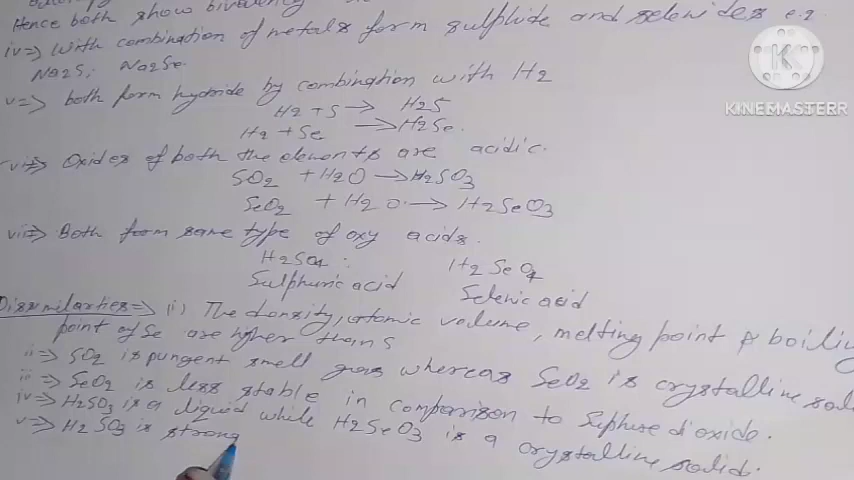 Hence both show bivalency
iv => With combination of metals form sulphide and selenides e.g.
Na2S; Na2Se.
v => both form hydride by combination with H2
H2 + S -> H2S
H2 + Se -> H2Se.
vi => Oxides of both the elements are acidic.
SO2 + H2O -> H2SO3
SeO2 + H2O -> H2SeO3
vii => Both form same type of oxy acids.
H2SO4 : H2SeO4
Sulphuric acid Selenic acid
Dissimilarties => (i) The density, atomic volume, melting point & boiling
point of Se are higher than S
ii => SO2 is pungent smell gas whereas SeO2 is crystalline solid
iii => SeO2 is less stable in comparison to Sulphur dioxide.
iv => H2SO3 is a liquid while H2SeO3 is a crystalline solid.
v => H2SO3 is strong
KINEMASTERR